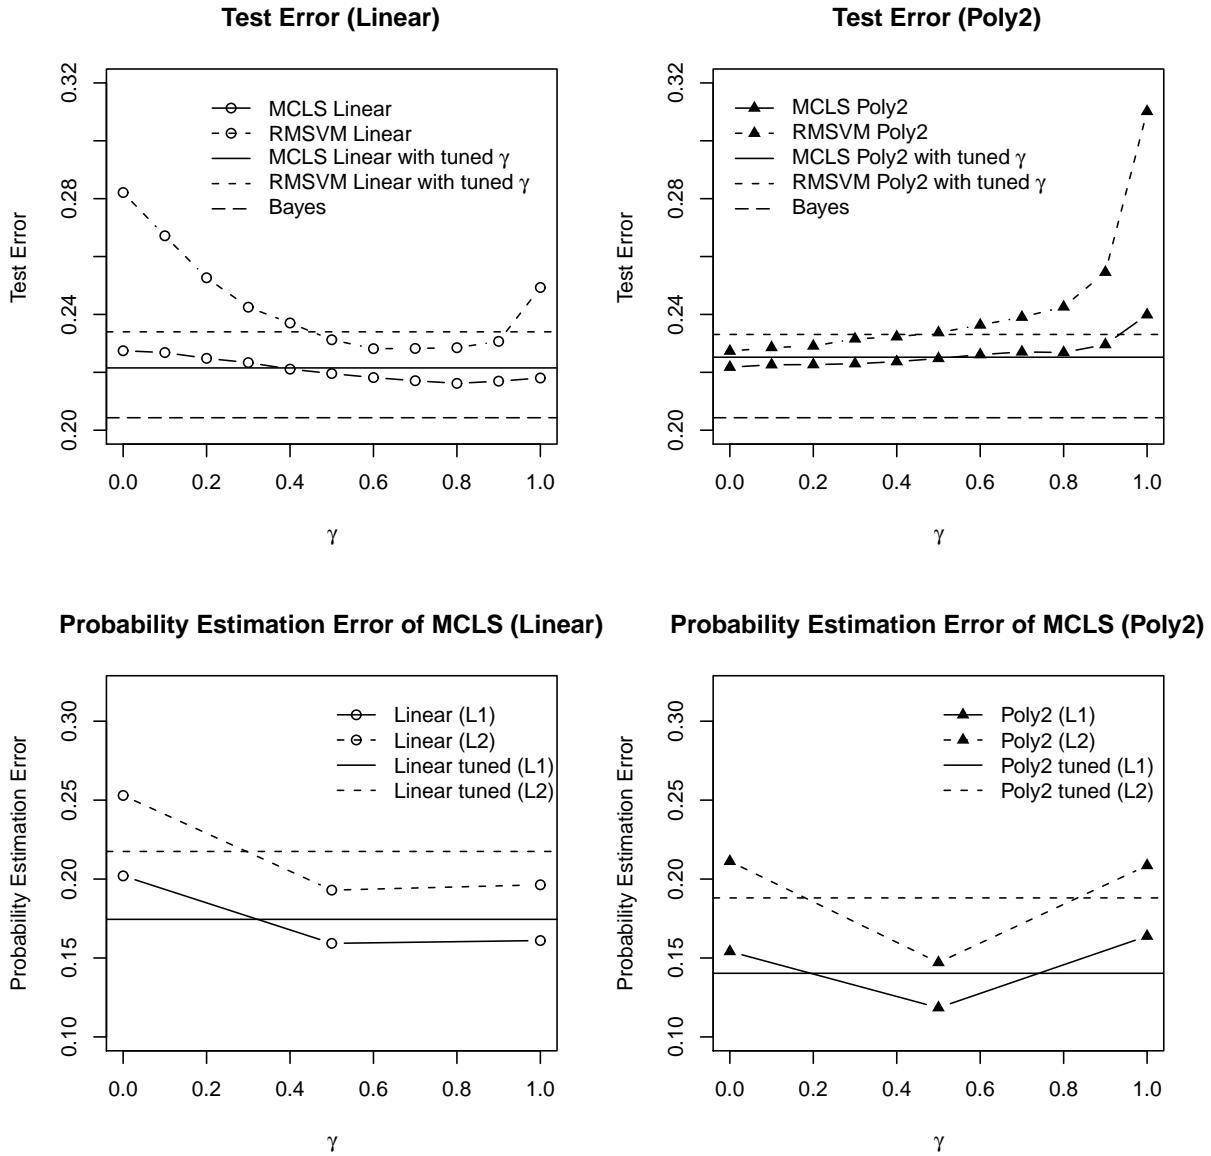 Test Error (Linear)
Test Error
0.20 0.24 0.28 0.32
MCLS Linear
RMSVM Linear
MCLS Linear with tuned γ
RMSVM Linear with tuned γ
Bayes
0.0 0.2 0.4 0.6 0.8 1.0
γ
Test Error (Poly2)
Test Error
0.20 0.24 0.28 0.32
MCLS Poly2
RMSVM Poly2
MCLS Poly2 with tuned γ
RMSVM Poly2 with tuned γ
Bayes
0.0 0.2 0.4 0.6 0.8 1.0
γ
Probability Estimation Error of MCLS (Linear)
Probability Estimation Error
0.10 0.15 0.20 0.25 0.30
Linear (L1)
Linear (L2)
Linear tuned (L1)
Linear tuned (L2)
0.0 0.2 0.4 0.6 0.8 1.0
γ
Probability Estimation Error of MCLS (Poly2)
Probability Estimation Error
0.10 0.15 0.20 0.25 0.30
Poly2 (L1)
Poly2 (L2)
Poly2 tuned (L1)
Poly2 tuned (L2)
0.0 0.2 0.4 0.6 0.8 1.0
γ